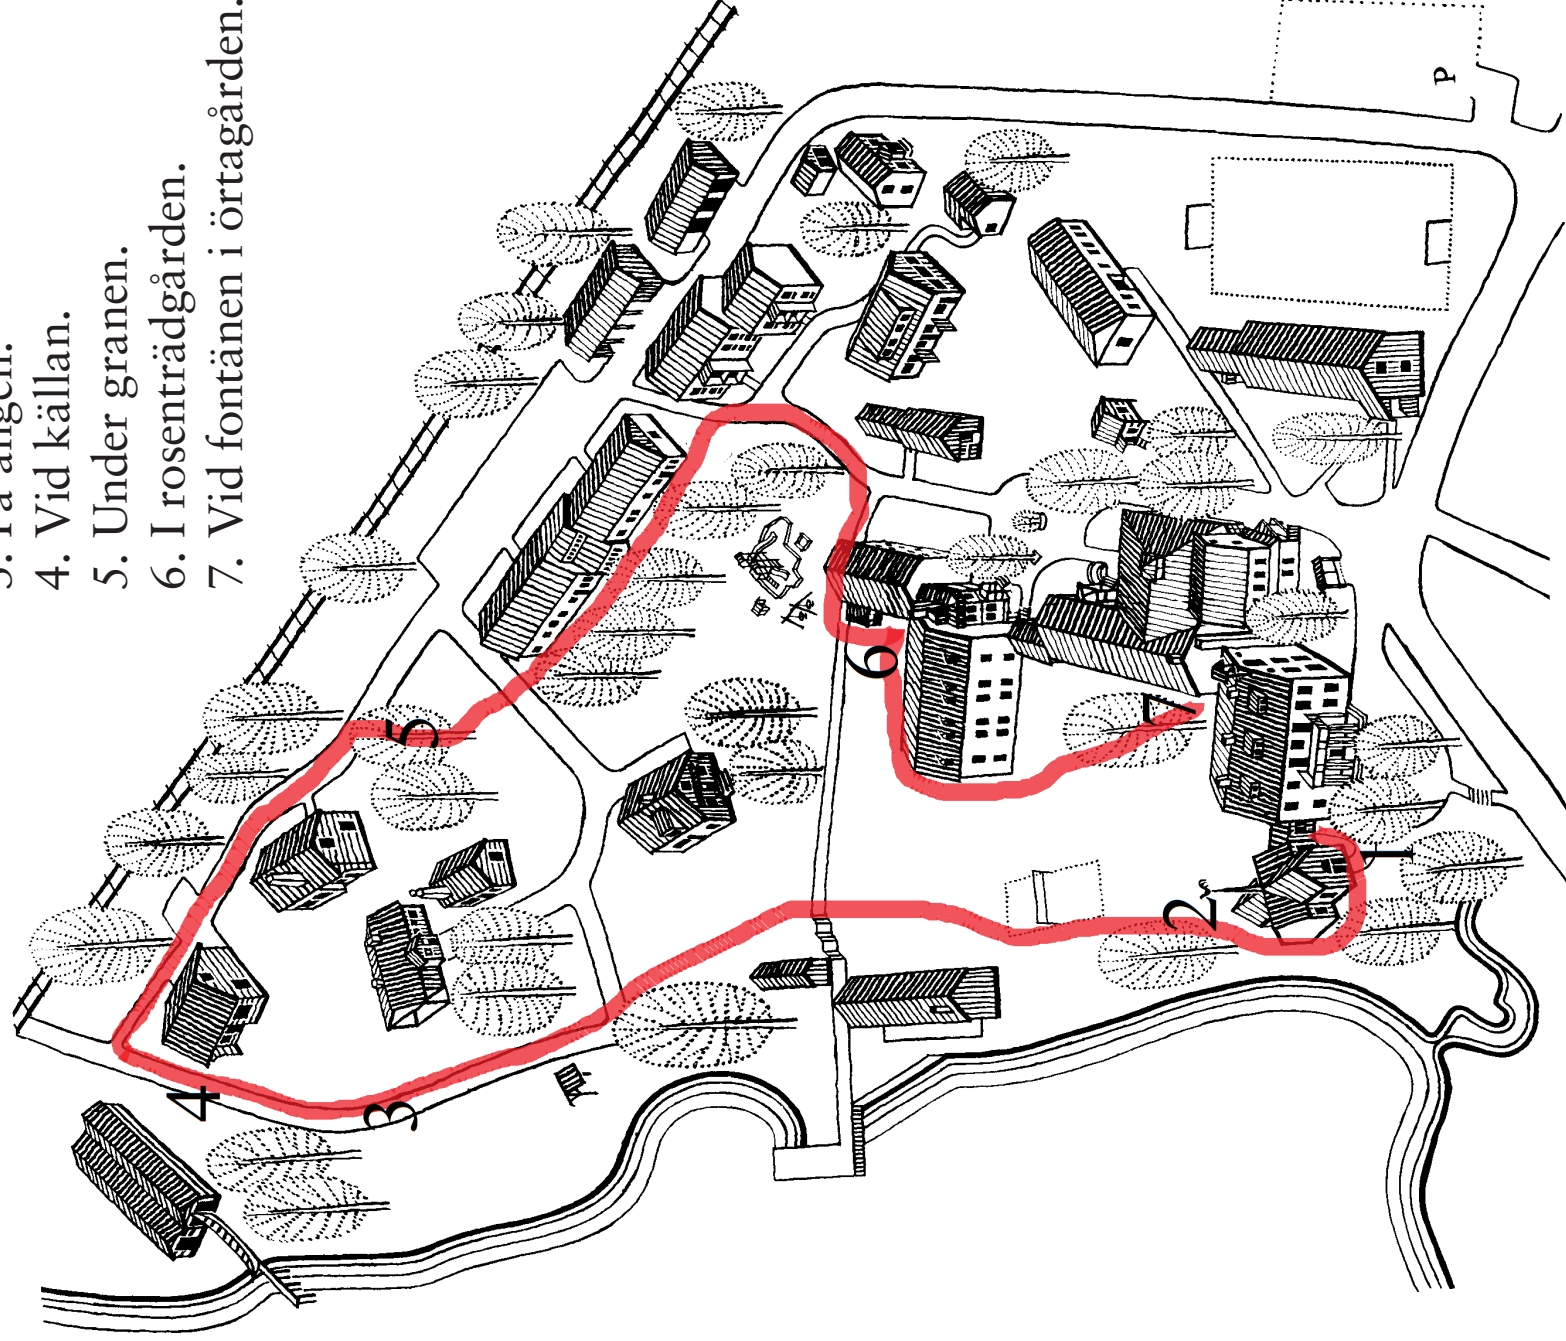 4. Vid källan.
5. Under granen.
6. I rosenträdgården.
7. Vid fontänen i örtagården.
P
5
6
7
4
3
2
1